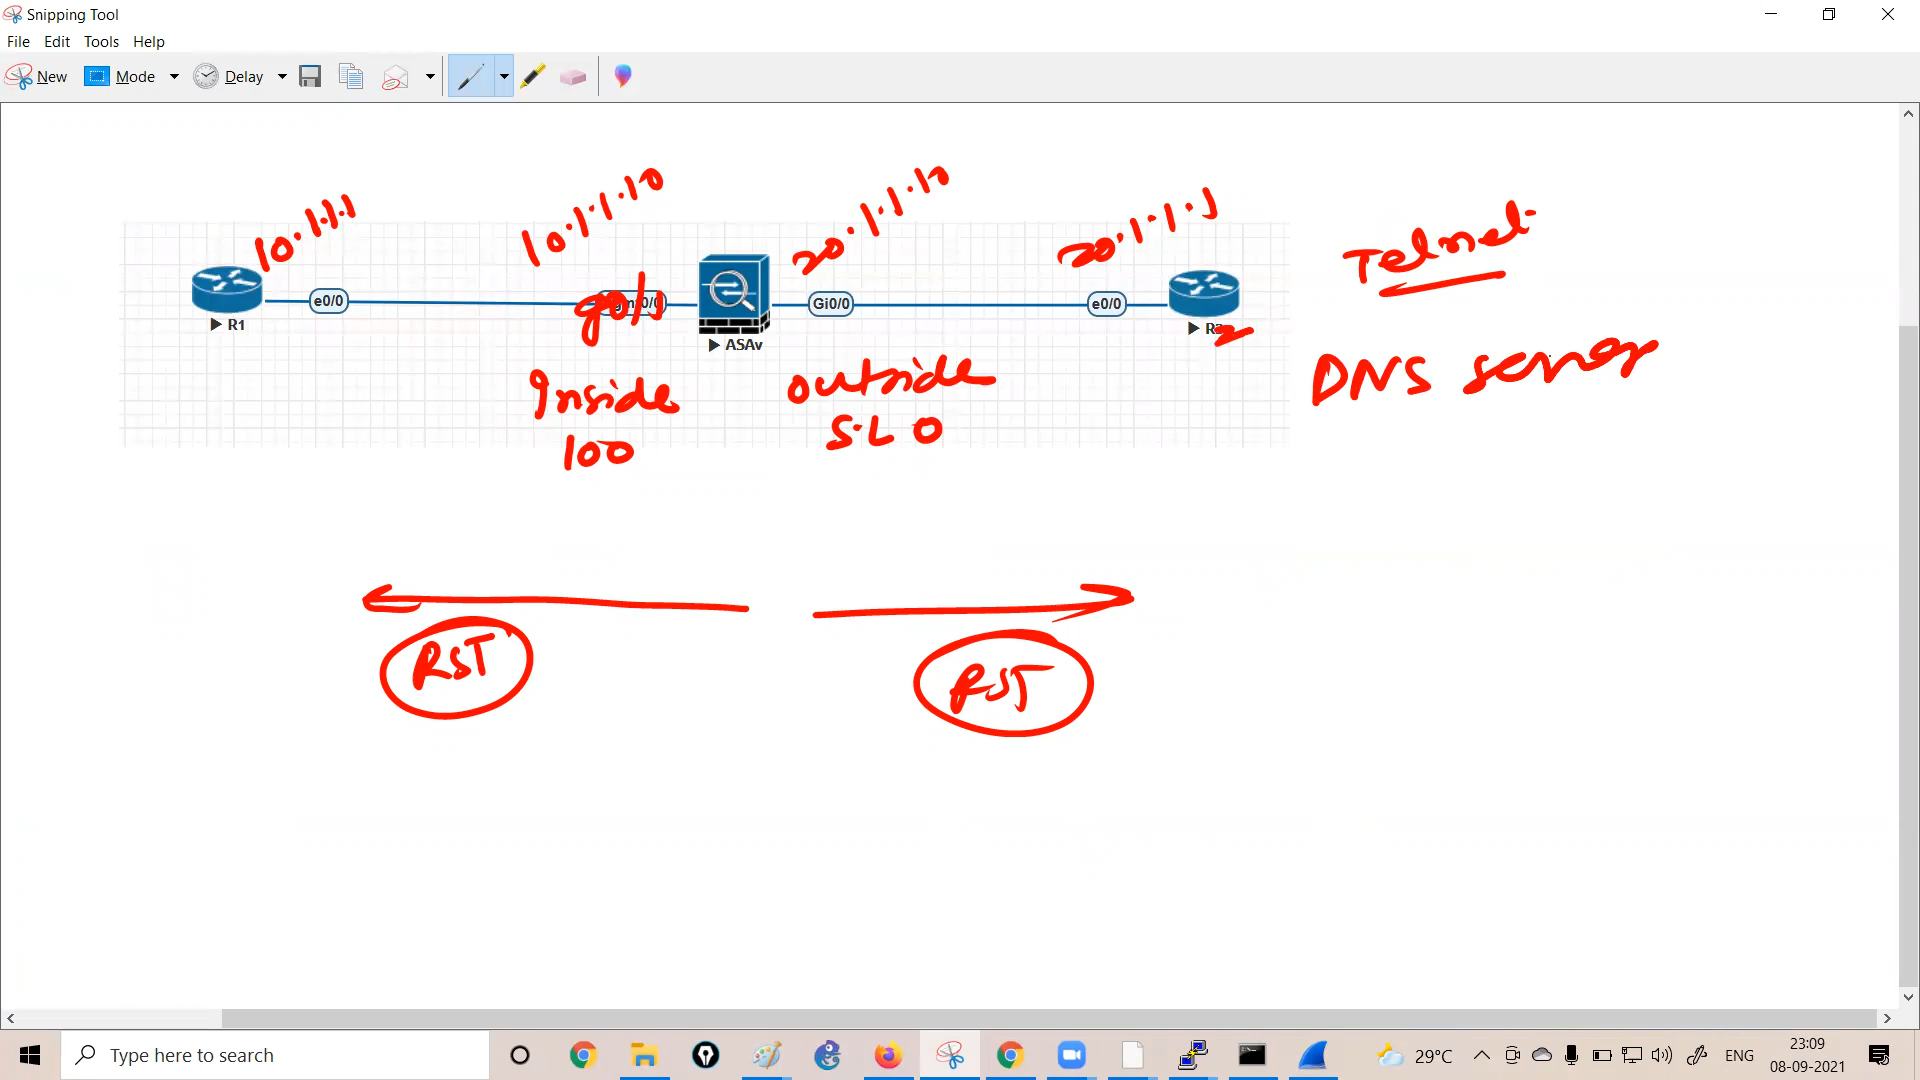 Snipping Tool
File Edit Tools Help
New Mode Delay
10.1.1.1
10.1.1.10
20.1.1.10
20.1.1.1
Telnet
e0/0
g0/1
Gi0/0
e0/0
R1
ASAv
R2
DNS server
Inside
100
outside
S.L 0
RST
RST
Type here to search
29°C
ENG
23:09
08-09-2021